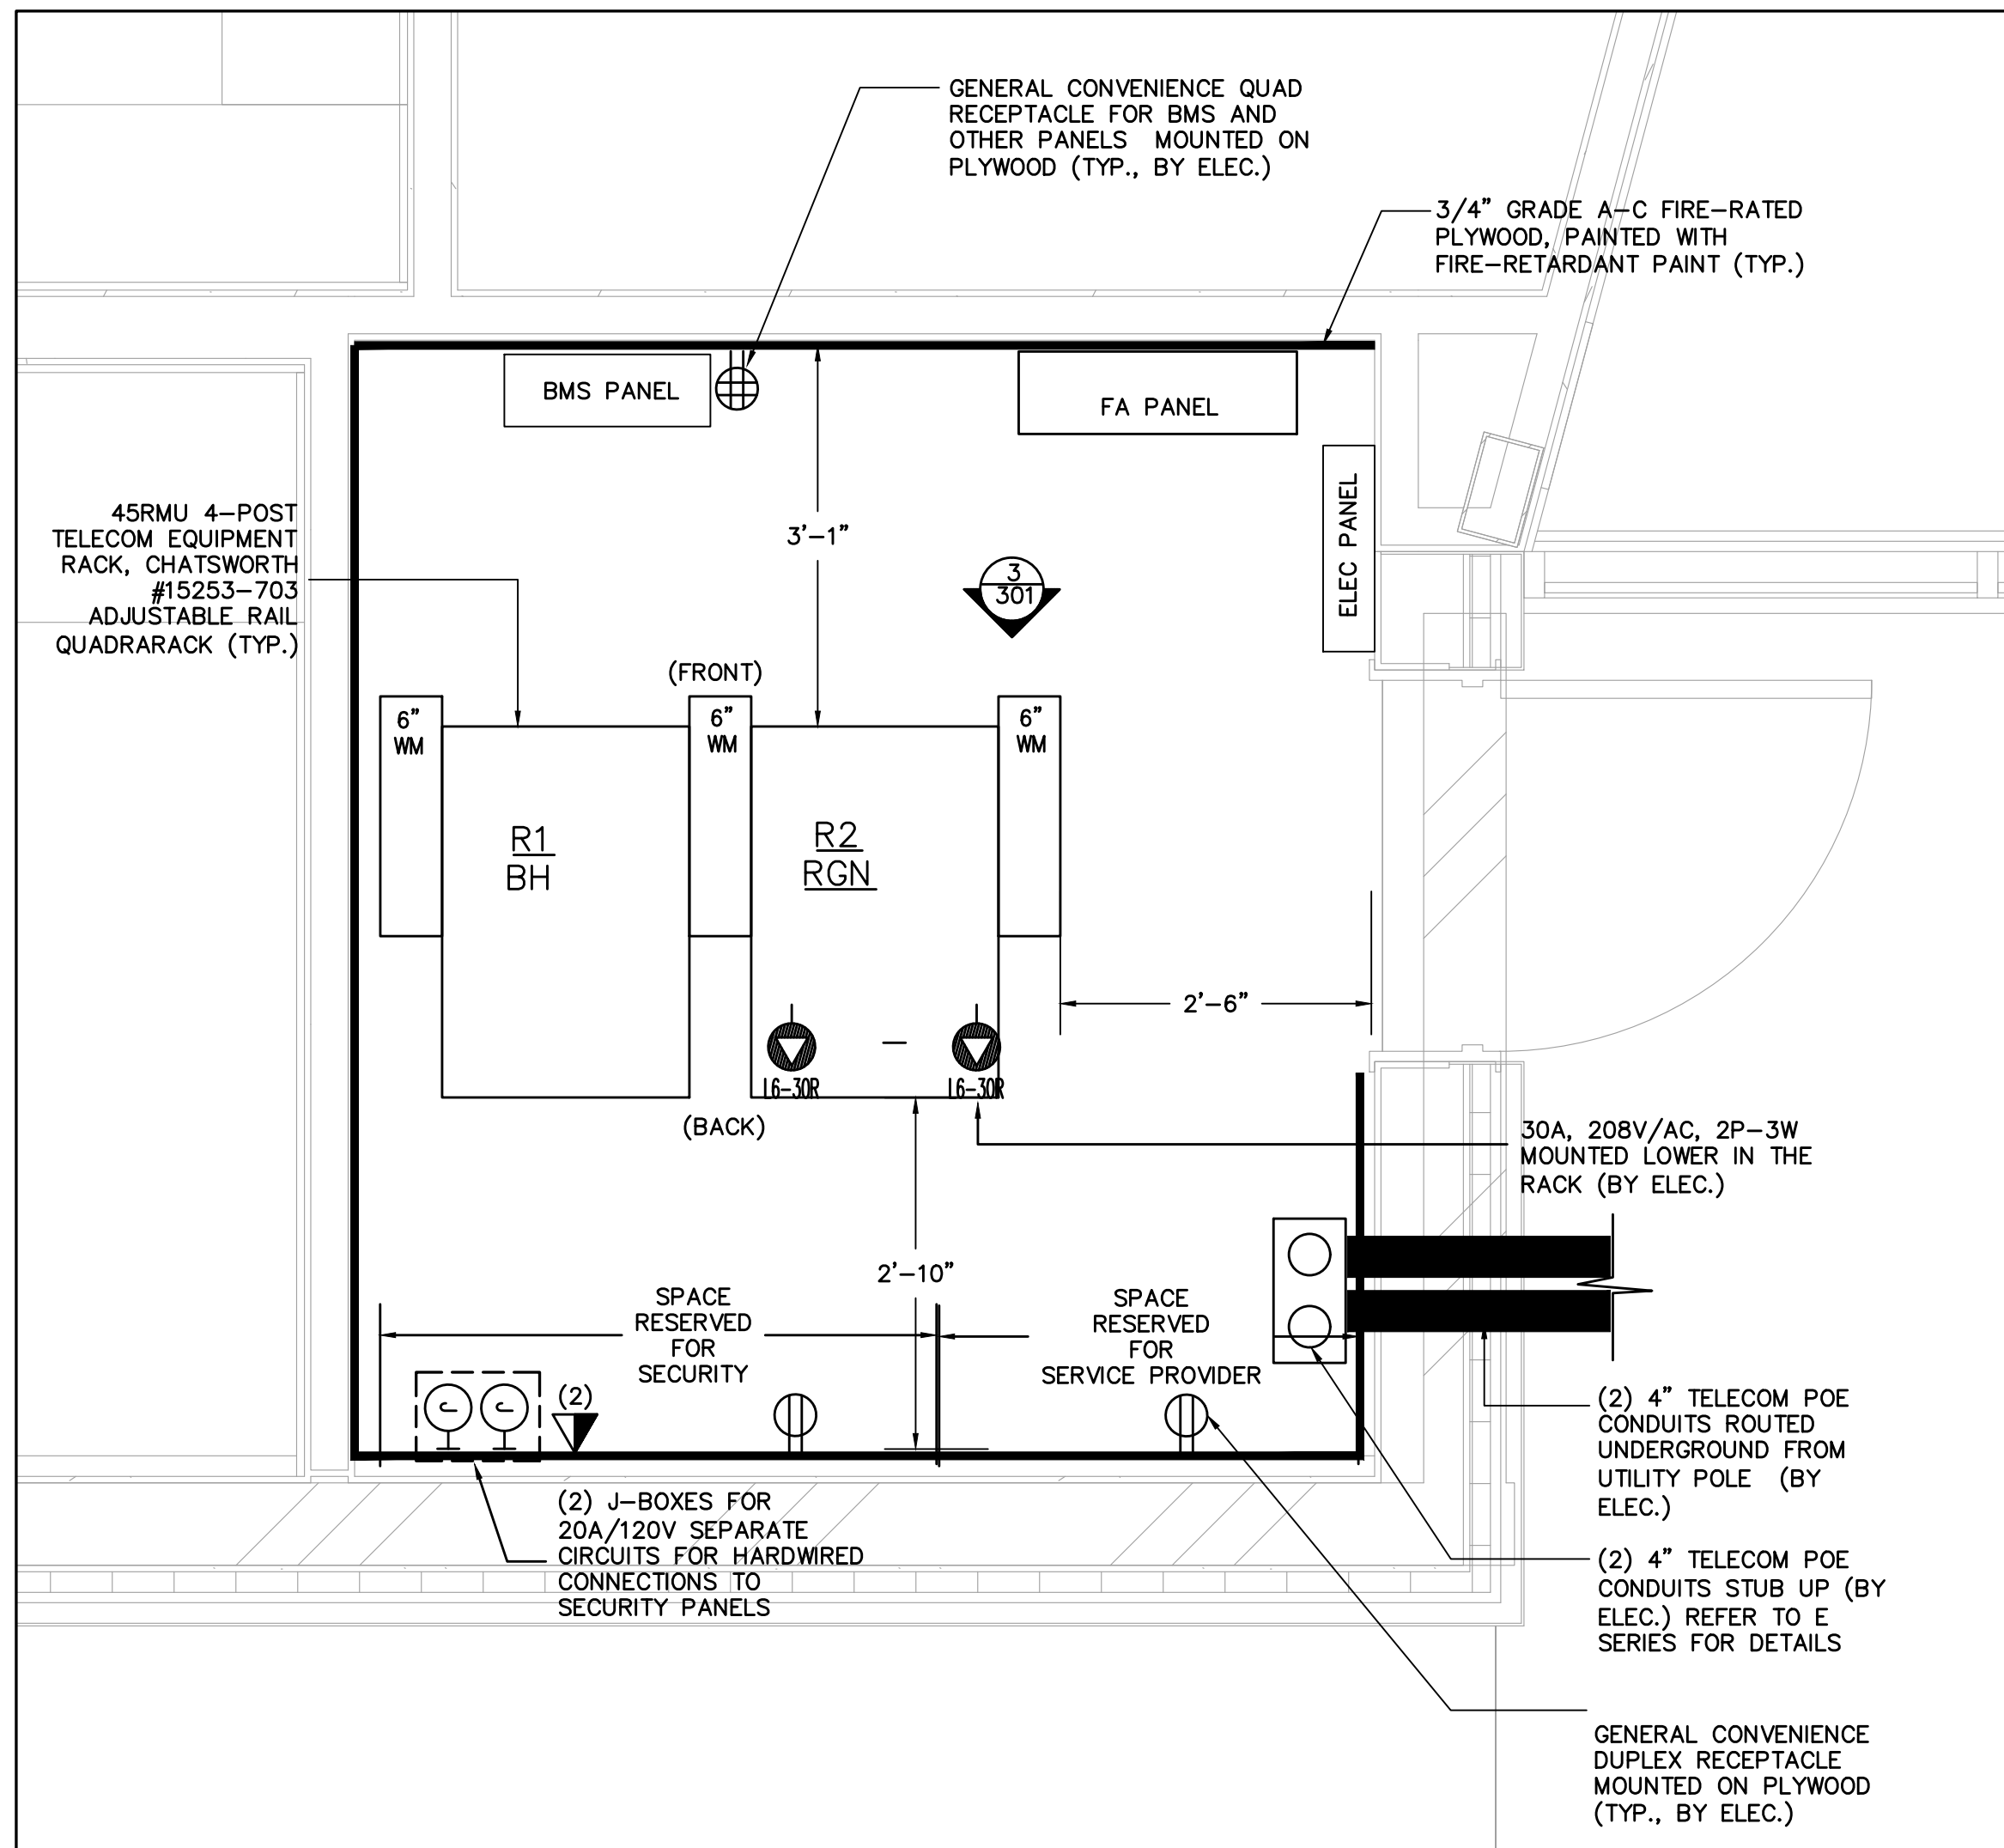 GENERAL CONVENIENCE QUAD
RECEPTACLE FOR BMS AND
OTHER PANELS  MOUNTED ON
PLYWOOD (TYP., BY ELEC.)
3/4" GRADE A-C FIRE-RATED
PLYWOOD, PAINTED WITH
FIRE-RETARDANT PAINT (TYP.)
BMS PANEL
FA PANEL
ELEC PANEL
45RMU 4-POST
TELECOM EQUIPMENT
RACK, CHATSWORTH
#15253-703
ADJUSTABLE RAIL
QUADRARACK (TYP.)
3'-1"
3
301
(FRONT)
6"
WM
6"
WM
6"
WM
R1
BH
R2
RGN
2'-6"
L6-30R
L6-30R
(BACK)
30A, 208V/AC, 2P-3W
MOUNTED LOWER IN THE
RACK (BY ELEC.)
2'-10"
SPACE
RESERVED
FOR
SECURITY
SPACE
RESERVED
FOR
SERVICE PROVIDER
J
J
(2)
(2) 4" TELECOM POE
CONDUITS ROUTED
UNDERGROUND FROM
UTILITY POLE  (BY
ELEC.)
(2) J-BOXES FOR
20A/120V SEPARATE
CIRCUITS FOR HARDWIRED
CONNECTIONS TO
SECURITY PANELS
(2) 4" TELECOM POE
CONDUITS STUB UP (BY
ELEC.) REFER TO E
SERIES FOR DETAILS
GENERAL CONVENIENCE
DUPLEX RECEPTACLE
MOUNTED ON PLYWOOD
(TYP., BY ELEC.)